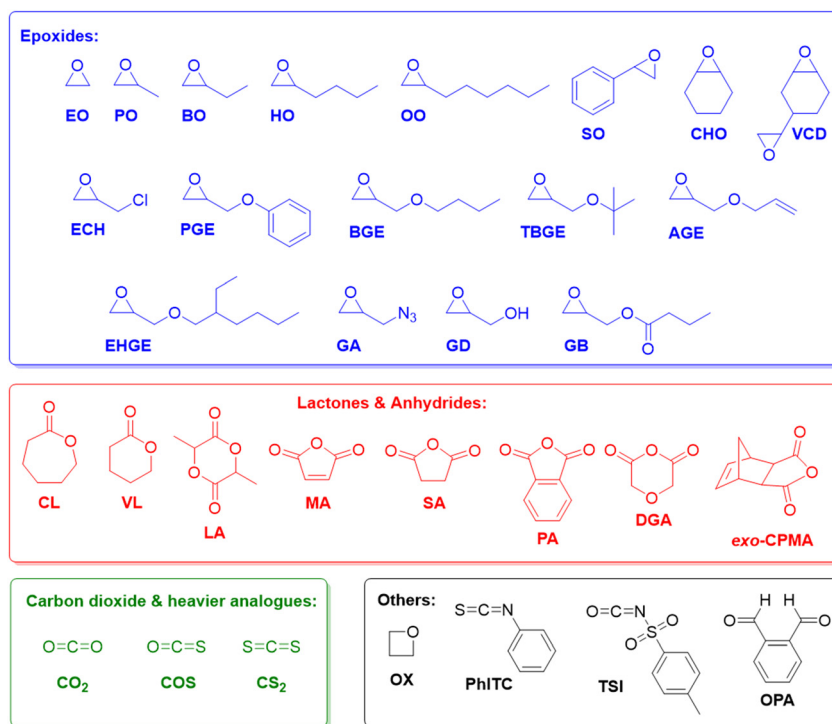 Epoxides:
O O O O O O O
EO PO BO HO OO SO CHO VCD
O
O Cl O O O O O O O O
ECH PGE BGE TBGE AGE
O O O N3 O OH O O O
EHGE GA GD GB
Lactones & Anhydrides:
O O O O O O O O O O O O O O O O O O O O O O O O
CL VL LA MA SA PA DGA exo-CPMA
Carbon dioxide & heavier analogues:
O=C=O O=C=S S=C=S
CO2 COS CS2
Others:
O S=C=N O=C=N O S O O H H O
OX PhITC TSI OPA